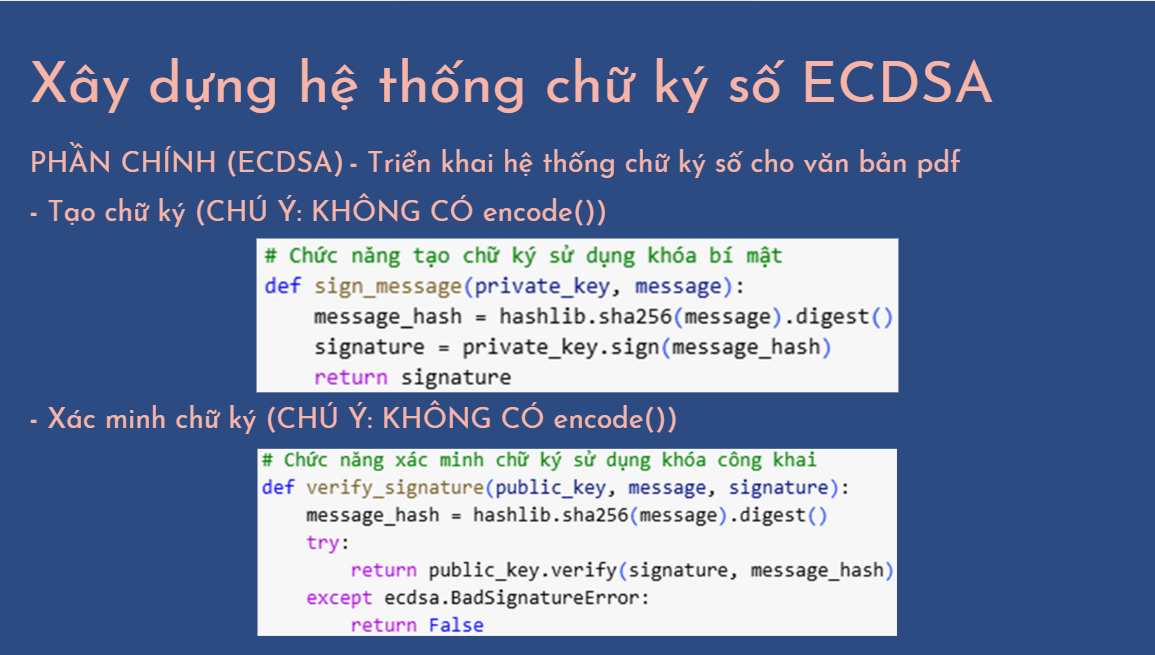 Xây dựng hệ thống chữ ký số ECDSA
PHẦN CHÍNH (ECDSA) - Triển khai hệ thống chữ ký số cho văn bản pdf
- Tạo chữ ký (CHÚ Ý: KHÔNG CÓ encode())
# Chức năng tạo chữ ký sử dụng khóa bí mật
def sign_message(private_key, message):
    message_hash = hashlib.sha256(message).digest()
    signature = private_key.sign(message_hash)
    return signature
- Xác minh chữ ký (CHÚ Ý: KHÔNG CÓ encode())
# Chức năng xác minh chữ ký sử dụng khóa công khai
def verify_signature(public_key, message, signature):
    message_hash = hashlib.sha256(message).digest()
    try:
        return public_key.verify(signature, message_hash)
    except ecdsa.BadSignatureError:
        return False